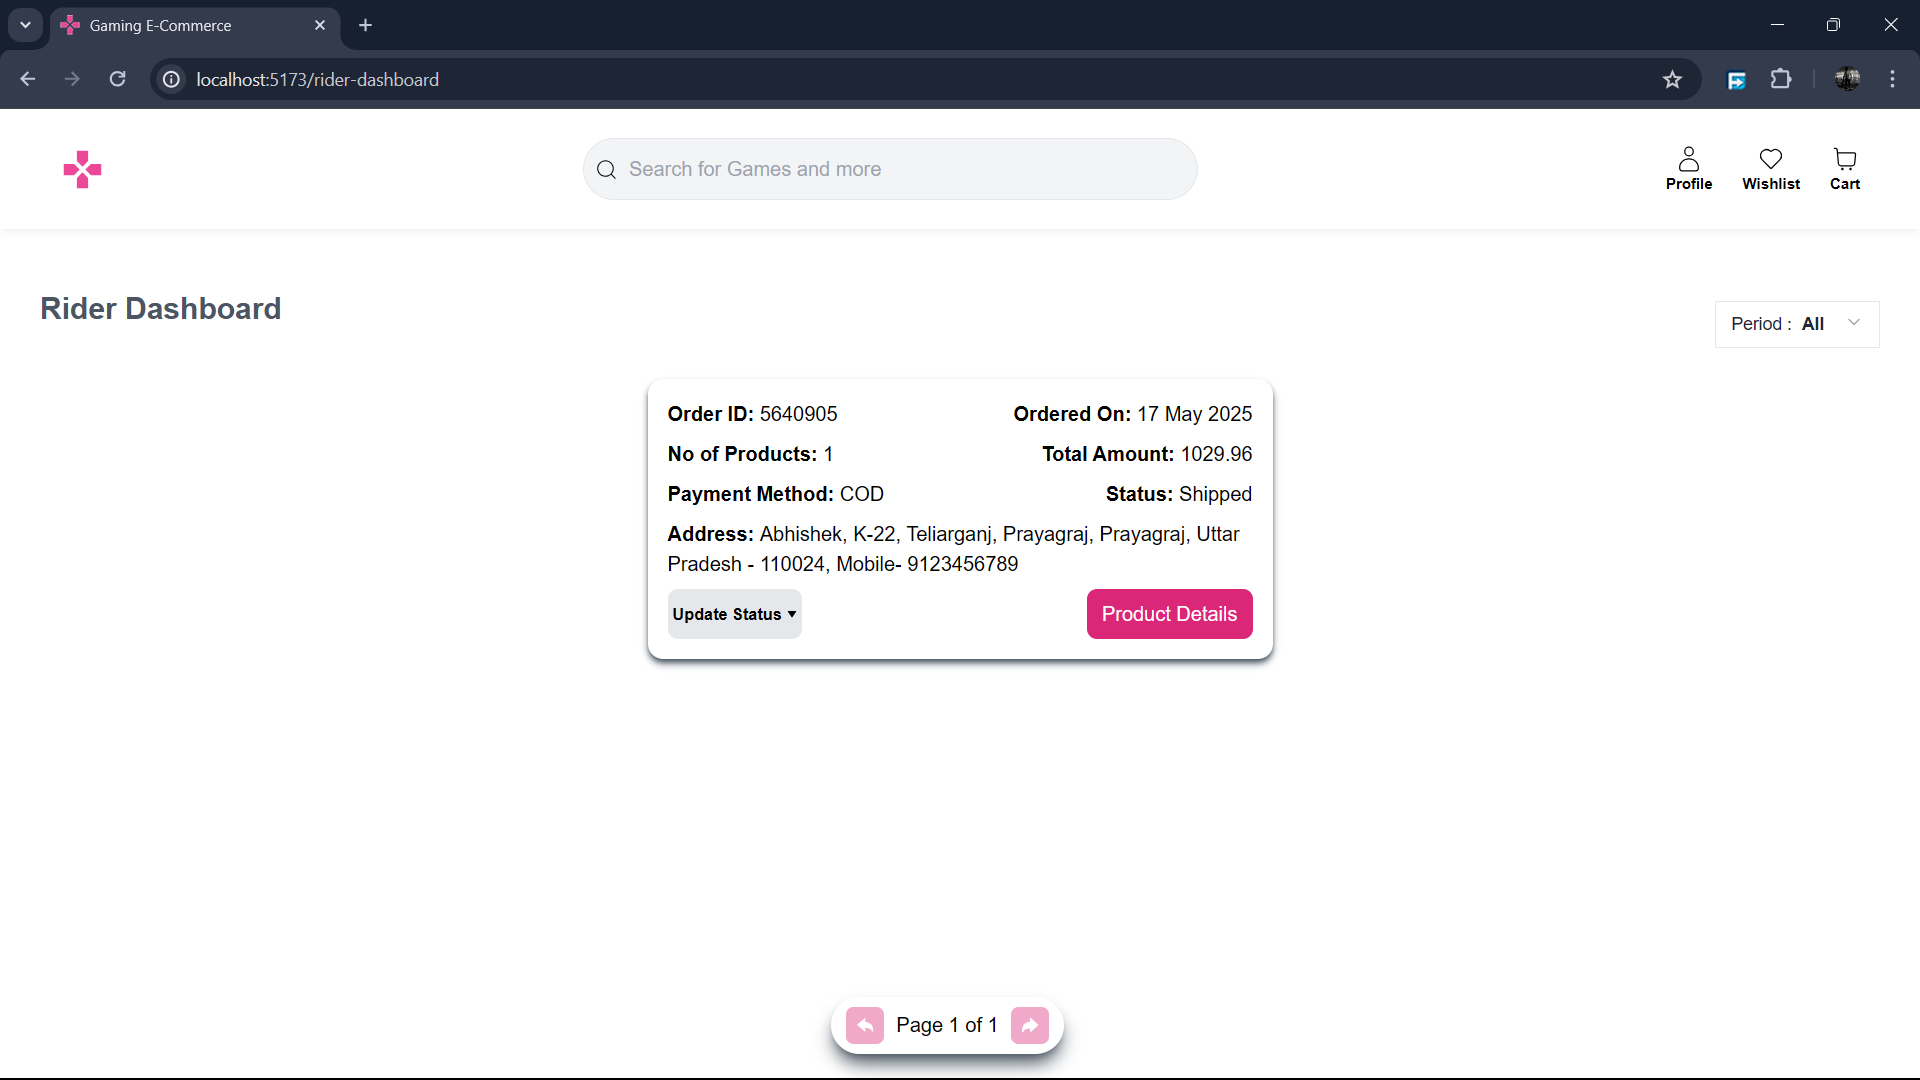 Gaming E-Commerce
localhost:5173/rider-dashboard
Search for Games and more
Profile
Wishlist
Cart
Rider Dashboard
Period : All
Order ID: 5640905 Ordered On: 17 May 2025
No of Products: 1 Total Amount: 1029.96
Payment Method: COD Status: Shipped
Address: Abhishek, K-22, Teliarganj, Prayagraj, Prayagraj, Uttar
Pradesh - 110024, Mobile- 9123456789
Update Status ▾ Product Details
Page 1 of 1